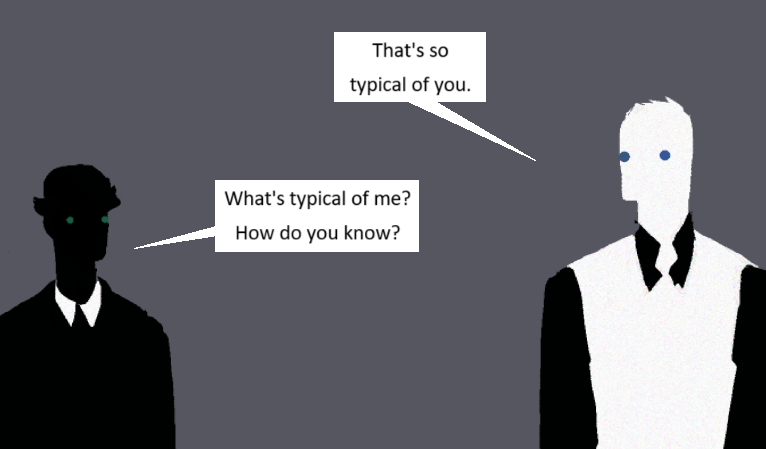 That's so
typical of you.
What's typical of me?
How do you know?